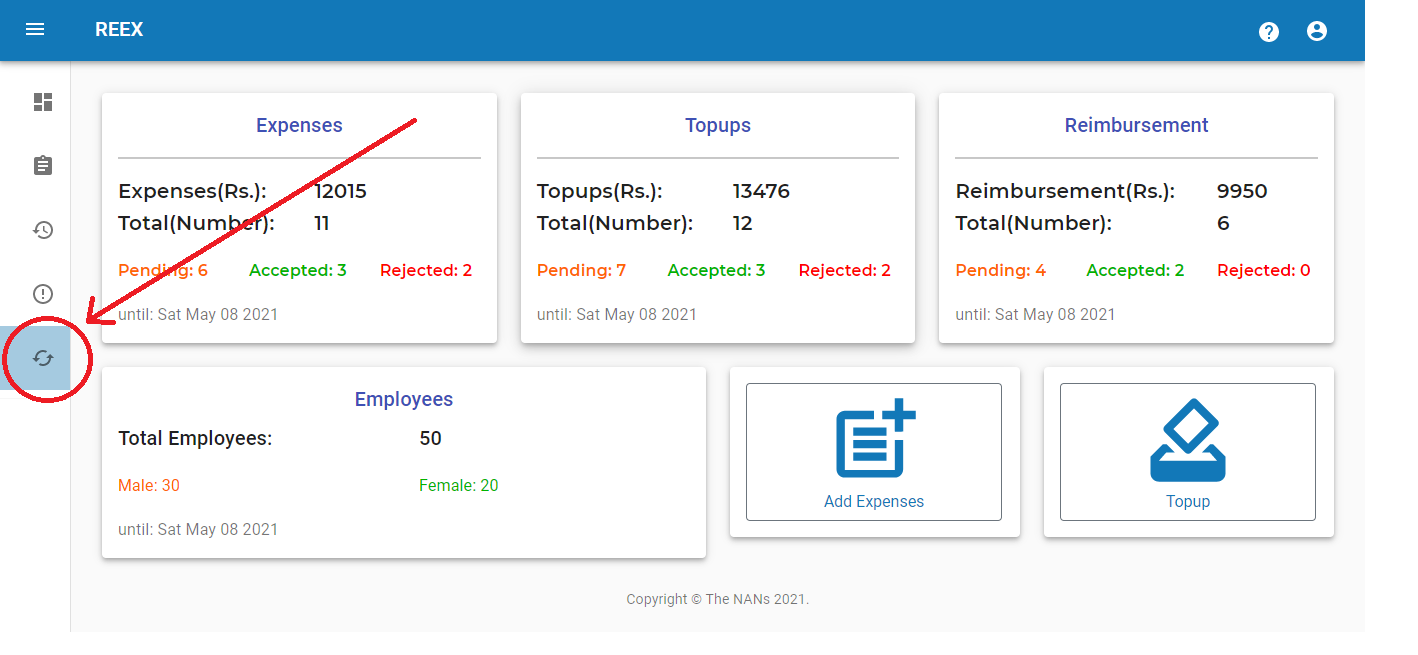 REEX
Expenses
Expenses(Rs.): 12015
Total(Number): 11
Pending: 6 Accepted: 3 Rejected: 2
until: Sat May 08 2021
Topups
Topups(Rs.): 13476
Total(Number): 12
Pending: 7 Accepted: 3 Rejected: 2
until: Sat May 08 2021
Reimbursement
Reimbursement(Rs.): 9950
Total(Number): 6
Pending: 4 Accepted: 2 Rejected: 0
until: Sat May 08 2021
Employees
Total Employees: 50
Male: 30 Female: 20
until: Sat May 08 2021
Add Expenses
Topup
Copyright © The NANs 2021.